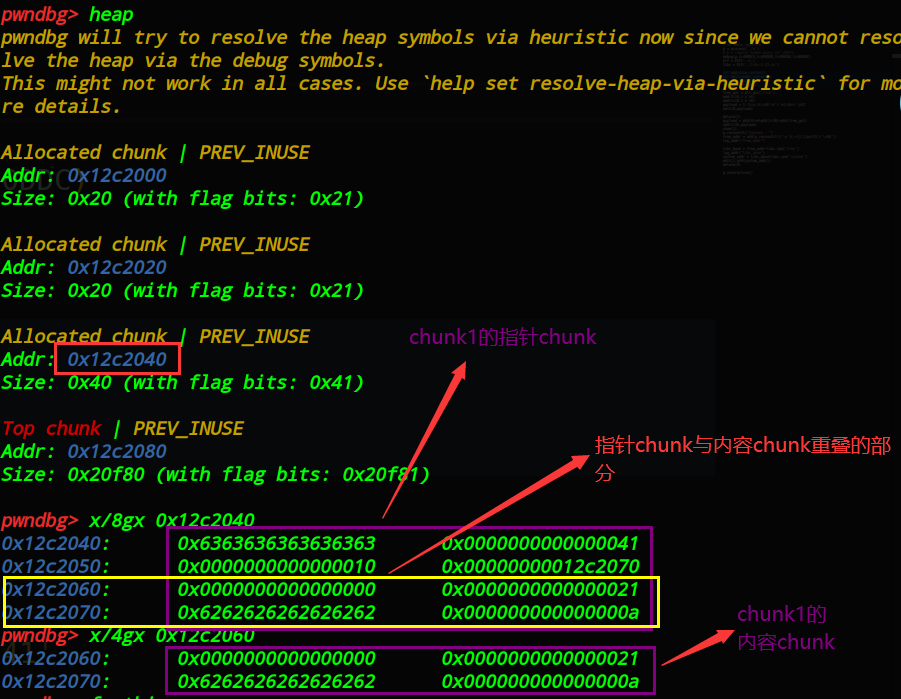 pwndbg> heap
pwndbg will try to resolve the heap symbols via heuristic now since we cannot reso
lve the heap via the debug symbols.
This might not work in all cases. Use `help set resolve-heap-via-heuristic` for mo
re details.
Allocated chunk | PREV_INUSE
Addr: 0x12c2000
Size: 0x20 (with flag bits: 0x21)
Allocated chunk | PREV_INUSE
Addr: 0x12c2020
Size: 0x20 (with flag bits: 0x21)
Allocated chunk | PREV_INUSE
chunk1的指针chunk
Addr: 0x12c2040
Size: 0x40 (with flag bits: 0x41)
Top chunk | PREV_INUSE
Addr: 0x12c2080
指针chunk与内容chunk重叠的部
分
Size: 0x20f80 (with flag bits: 0x20f81)
pwndbg> x/8gx 0x12c2040
0x12c2040: 0x6363636363636363 0x0000000000000041
0x12c2050: 0x0000000000000010 0x00000000012c2070
0x12c2060: 0x0000000000000000 0x0000000000000021
0x12c2070: 0x6262626262626262 0x000000000000000a
chunk1的
内容chunk
pwndbg> x/4gx 0x12c2060
0x12c2060: 0x0000000000000000 0x0000000000000021
0x12c2070: 0x6262626262626262 0x000000000000000a